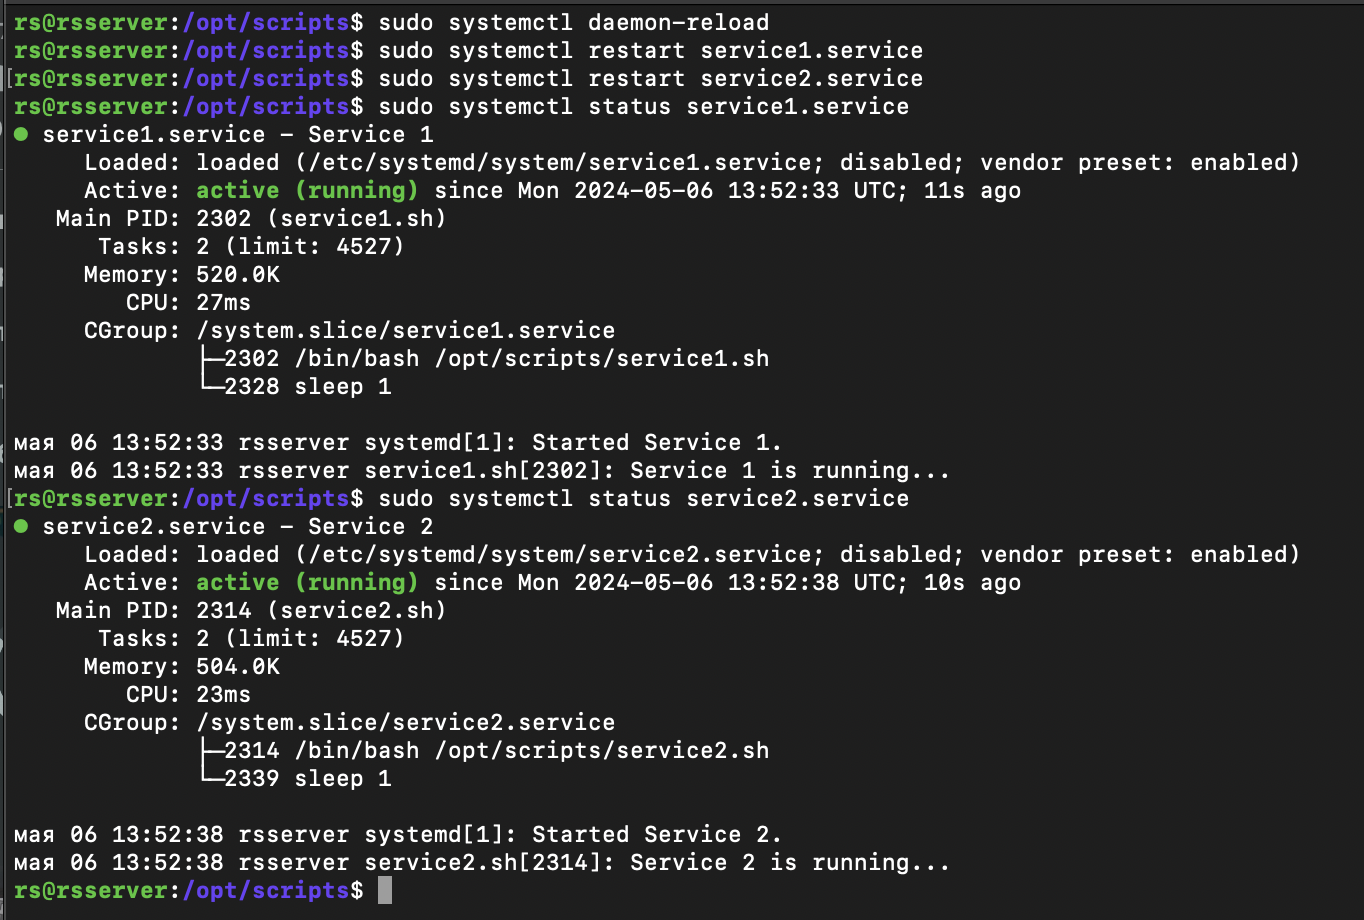 rs@rsserver:/opt/scripts$ sudo systemctl daemon-reload
rs@rsserver:/opt/scripts$ sudo systemctl restart service1.service
[rs@rsserver:/opt/scripts$ sudo systemctl restart service2.service
rs@rsserver:/opt/scripts$ sudo systemctl status service1.service
● service1.service - Service 1
     Loaded: loaded (/etc/systemd/system/service1.service; disabled; vendor preset: enabled)
     Active: active (running) since Mon 2024-05-06 13:52:33 UTC; 11s ago
   Main PID: 2302 (service1.sh)
      Tasks: 2 (limit: 4527)
     Memory: 520.0K
        CPU: 27ms
     CGroup: /system.slice/service1.service
             ├─2302 /bin/bash /opt/scripts/service1.sh
             └─2328 sleep 1
мая 06 13:52:33 rsserver systemd[1]: Started Service 1.
мая 06 13:52:33 rsserver service1.sh[2302]: Service 1 is running...
[rs@rsserver:/opt/scripts$ sudo systemctl status service2.service
● service2.service - Service 2
     Loaded: loaded (/etc/systemd/system/service2.service; disabled; vendor preset: enabled)
     Active: active (running) since Mon 2024-05-06 13:52:38 UTC; 10s ago
   Main PID: 2314 (service2.sh)
      Tasks: 2 (limit: 4527)
     Memory: 504.0K
        CPU: 23ms
     CGroup: /system.slice/service2.service
             ├─2314 /bin/bash /opt/scripts/service2.sh
             └─2339 sleep 1
мая 06 13:52:38 rsserver systemd[1]: Started Service 2.
мая 06 13:52:38 rsserver service2.sh[2314]: Service 2 is running...
rs@rsserver:/opt/scripts$